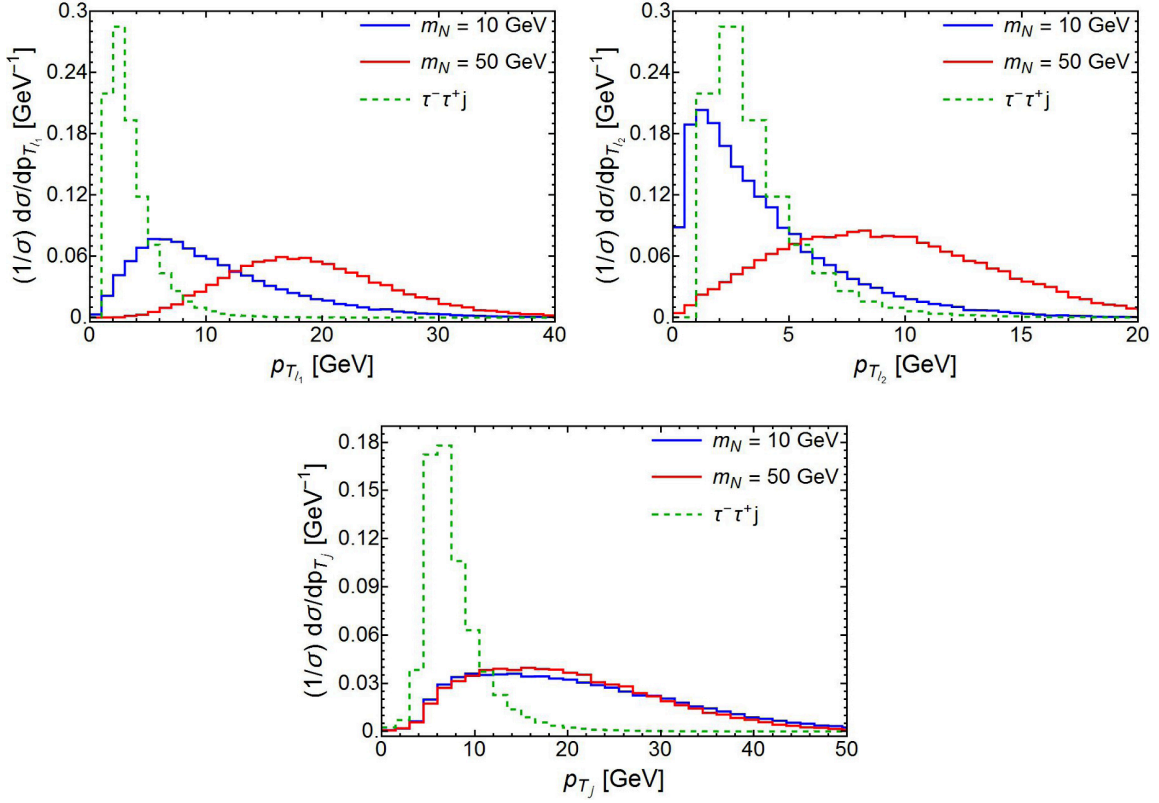 (1/σ) dσ/dp_{T_{l_1}} [GeV⁻¹]
0.3
0.24
0.18
0.12
0.06
0.
m_N = 10 GeV
m_N = 50 GeV
τ⁻τ⁺j
0 10 20 30 40
p_{T_{l_1}} [GeV]
(1/σ) dσ/dp_{T_{l_2}} [GeV⁻¹]
0.3
0.24
0.18
0.12
0.06
0.
m_N = 10 GeV
m_N = 50 GeV
τ⁻τ⁺j
0 5 10 15 20
p_{T_{l_2}} [GeV]
(1/σ) dσ/dp_{T_j} [GeV⁻¹]
0.18
0.15
0.12
0.09
0.06
0.03
0.
m_N = 10 GeV
m_N = 50 GeV
τ⁻τ⁺j
0 10 20 30 40 50
p_{T_j} [GeV]